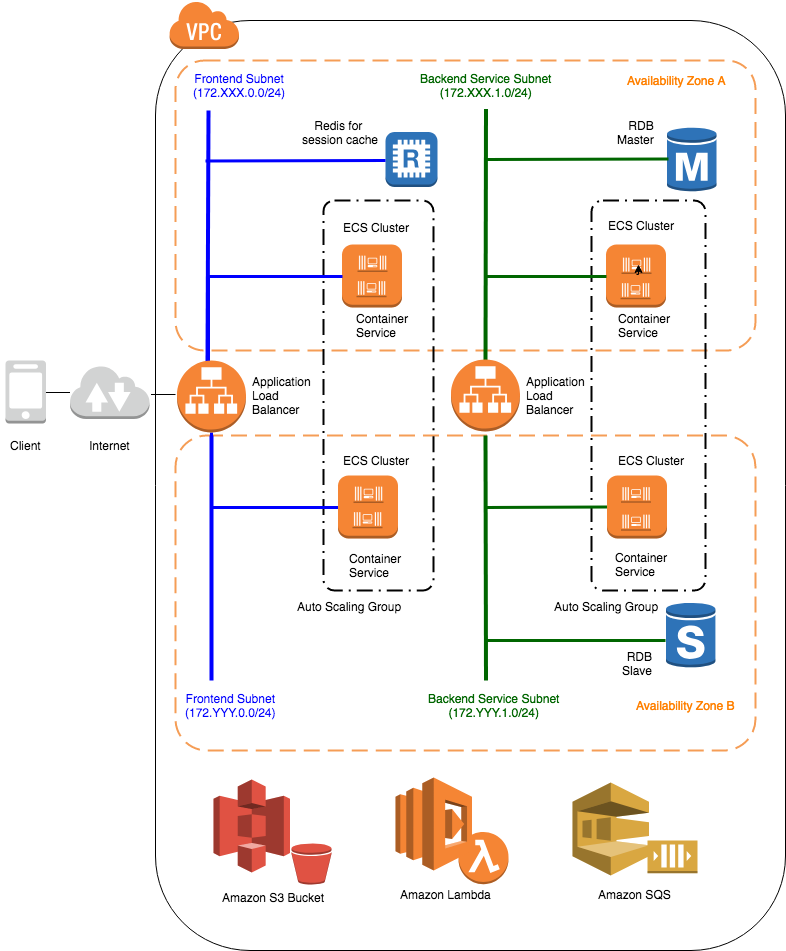 VPC
Frontend Subnet
(172.XXX.0.0/24)
Backend Service Subnet
(172.XXX.1.0/24)
Availability Zone A
Redis for
session cache
R
RDB
Master
M
ECS Cluster
Container
Service
ECS Cluster
Container
Service
Client
Internet
Application
Load
Balancer
Application
Load
Balancer
ECS Cluster
Container
Service
Auto Scaling Group
ECS Cluster
Container
Service
Auto Scaling Group
S
RDB
Slave
Frontend Subnet
(172.YYY.0.0/24)
Backend Service Subnet
(172.YYY.1.0/24)
Availability Zone B
λ
Amazon S3 Bucket
Amazon Lambda
Amazon SQS